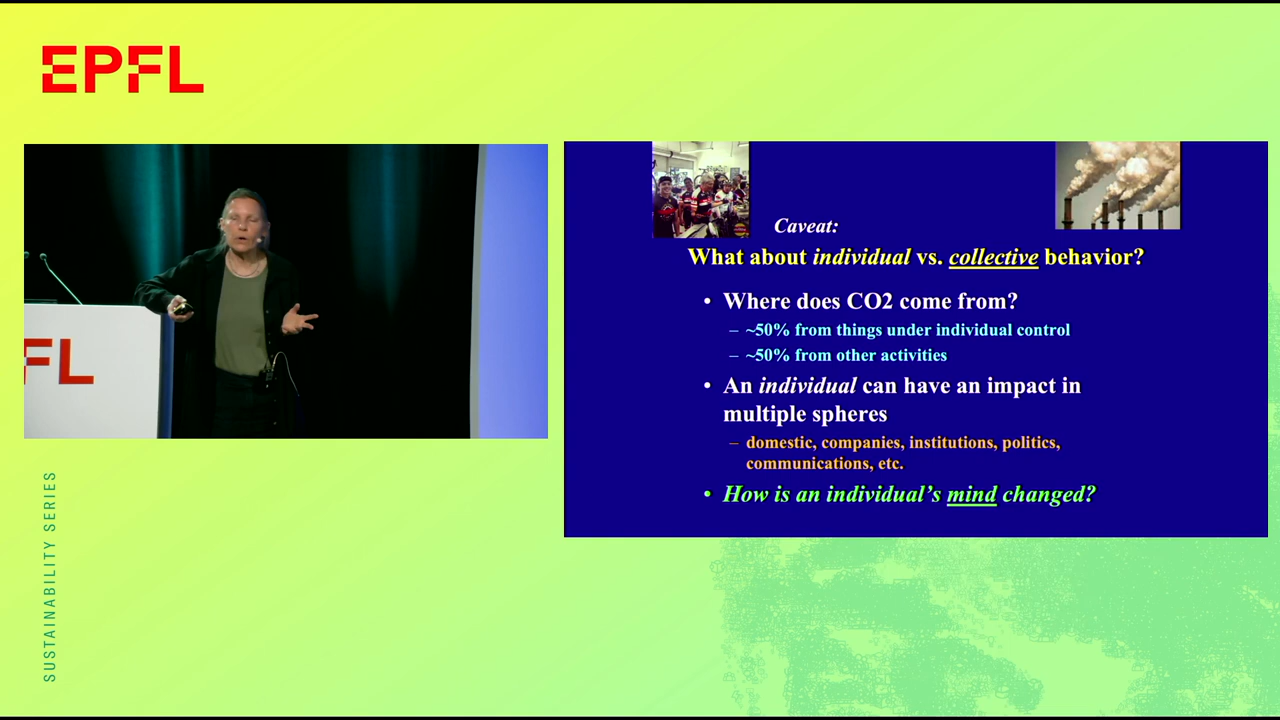 EPFL
FL
SUSTAINABILITY SERIES
Caveat:
What about individual vs. collective behavior?
• Where does CO2 come from?
– ~50% from things under individual control
– ~50% from other activities
• An individual can have an impact in
multiple spheres
– domestic, companies, institutions, politics,
communications, etc.
• How is an individual's mind changed?